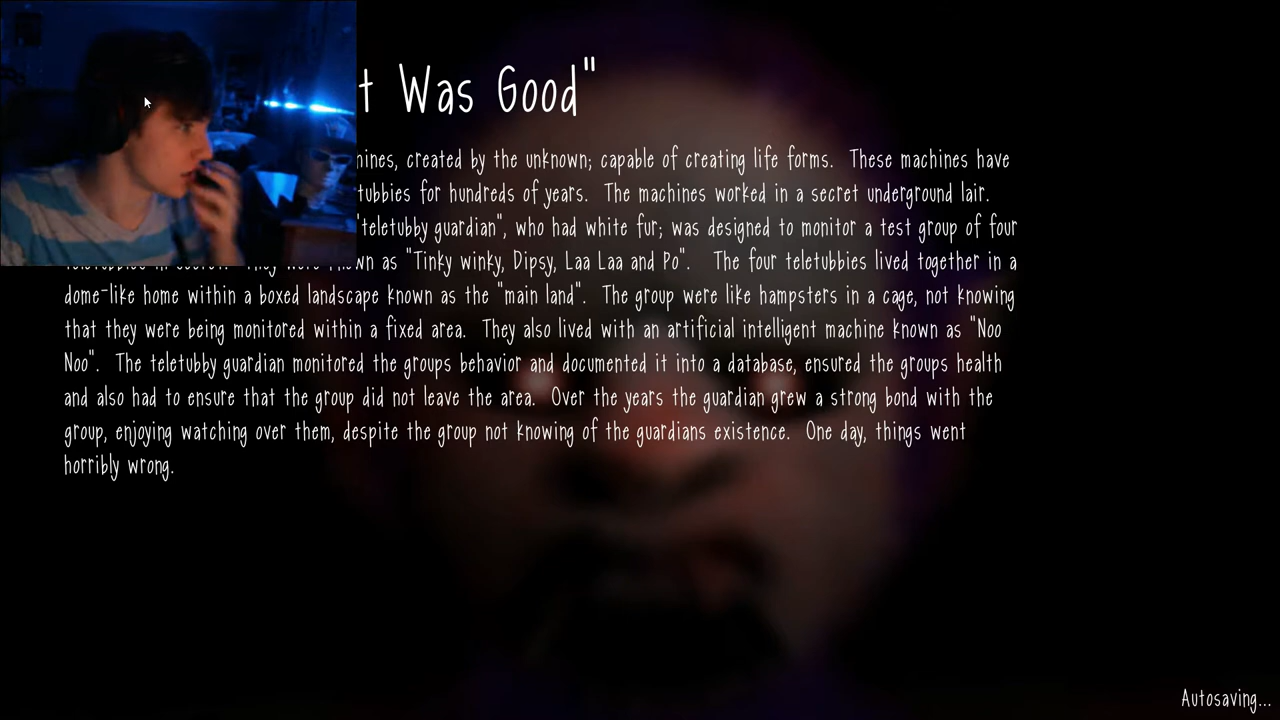 t Was Good"
hines, created by the unknown; capable of creating life forms. These machines have
tubbies for hundreds of years. The machines worked in a secret underground lair.
"teletubby guardian", who had white fur; was designed to monitor a test group of four
wn as "Tinky winky, Dipsy, Laa Laa and Po". The four teletubbies lived together in a
dome-like home within a boxed landscape known as the "main land". The group were like hampsters in a cage, not knowing
that they were being monitored within a fixed area. They also lived with an artificial intelligent machine known as "Noo
Noo". The teletubby guardian monitored the groups behavior and documented it into a database, ensured the groups health
and also had to ensure that the group did not leave the area. Over the years the guardian grew a strong bond with the
group, enjoying watching over them, despite the group not knowing of the guardians existence. One day, things went
horribly wrong.
Autosaving...